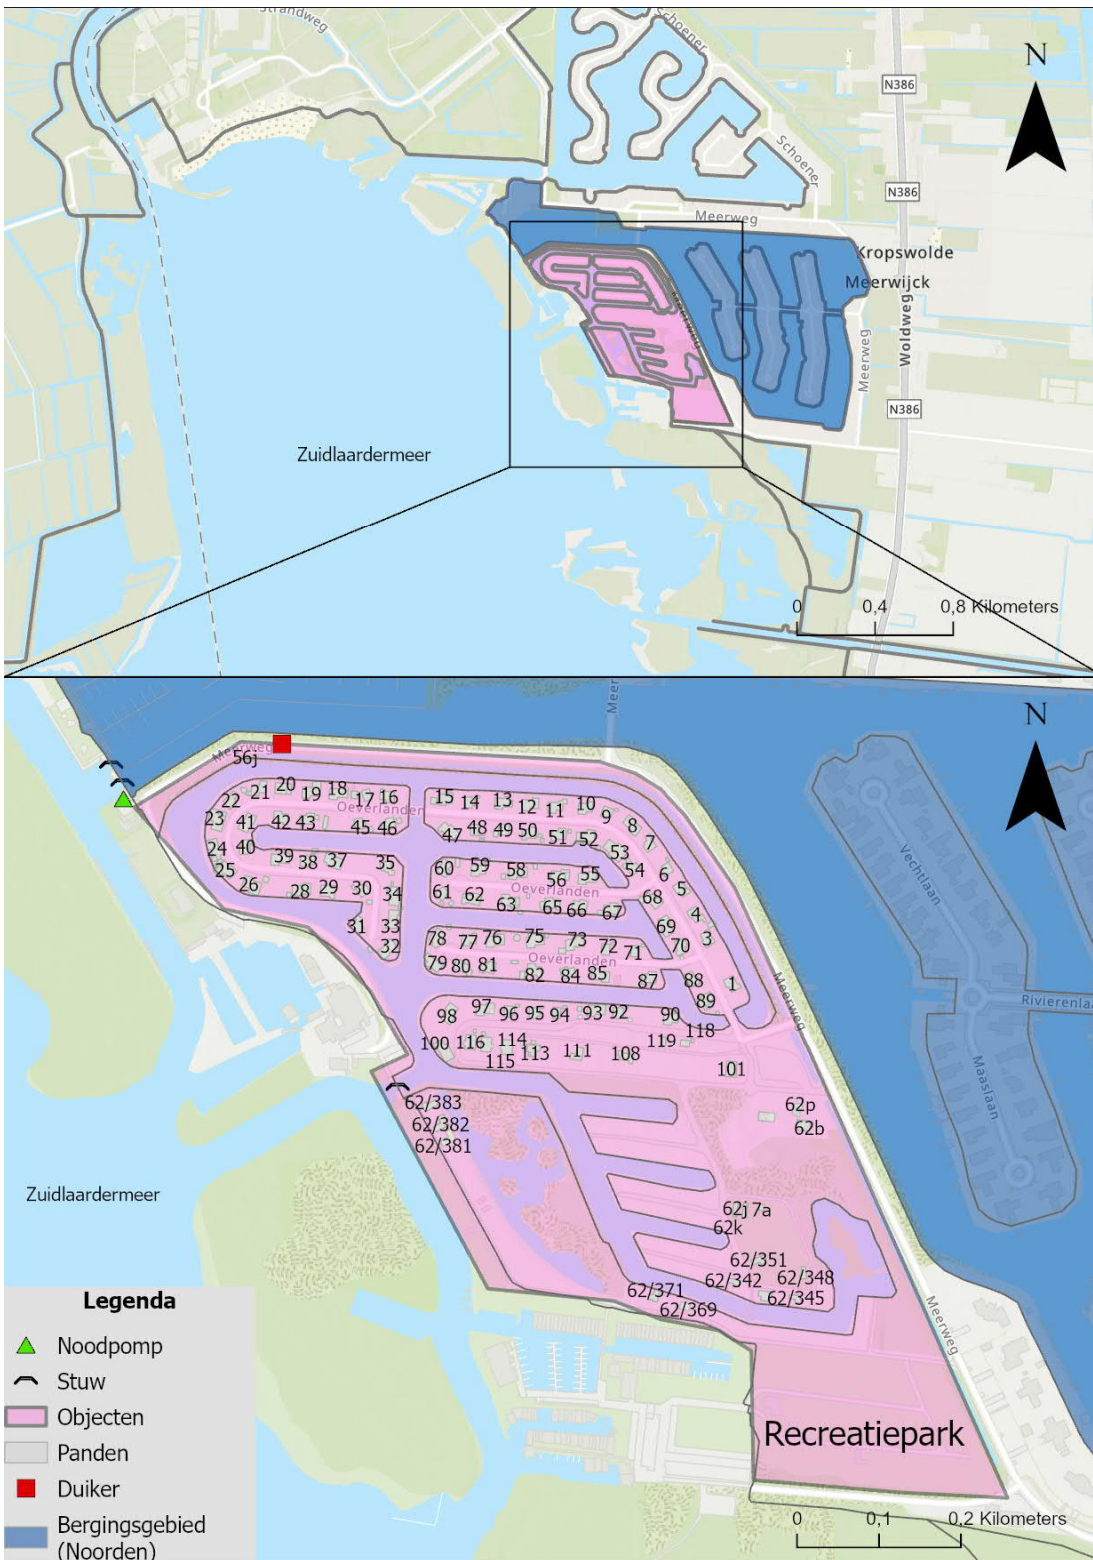 Strandweg
Schoener
N
N386
Schoener
N386
Meerweg
Kropswolde
Meerwijck
Meerweg
Woldweg
Meerweg
N386
Zuidlaardermeer
0 0,4 0,8 Kilometers
Meer
N
Meerweg
56j
22 21 20 19 18 17 16 15 14 13 12 11 10 9 8 7
Oeverlanden
23 41 42 43 45 46 47 48 49 50 51 52 53 54 6 5
24 40 39 38 37 35 60 59 58 56 55
25 26 28 29 30 34 61 62 Oeverlanden 68 4
63 65 66 67 69 3
31 33 32 78 77 76 75 73 72 71 70
Oeverlanden
79 80 81 82 84 85 87 88 1
89
Meerweg
98 97 96 95 94 93 92 90 118
100 116 114 115 113 111 108 119
101
Vechtlaan
Rivierenlaa
Maaslaan
62/383
62/382
62/381
62p
62b
Zuidlaardermeer
62j 7a
62k
62/351
62/342 62/348
62/371 62/345
62/369
Meerweg
Recreatiepark
Legenda
Noodpomp
Stuw
Objecten
Panden
Duiker
Bergingsgebied
(Noorden)
0 0,1 0,2 Kilometers